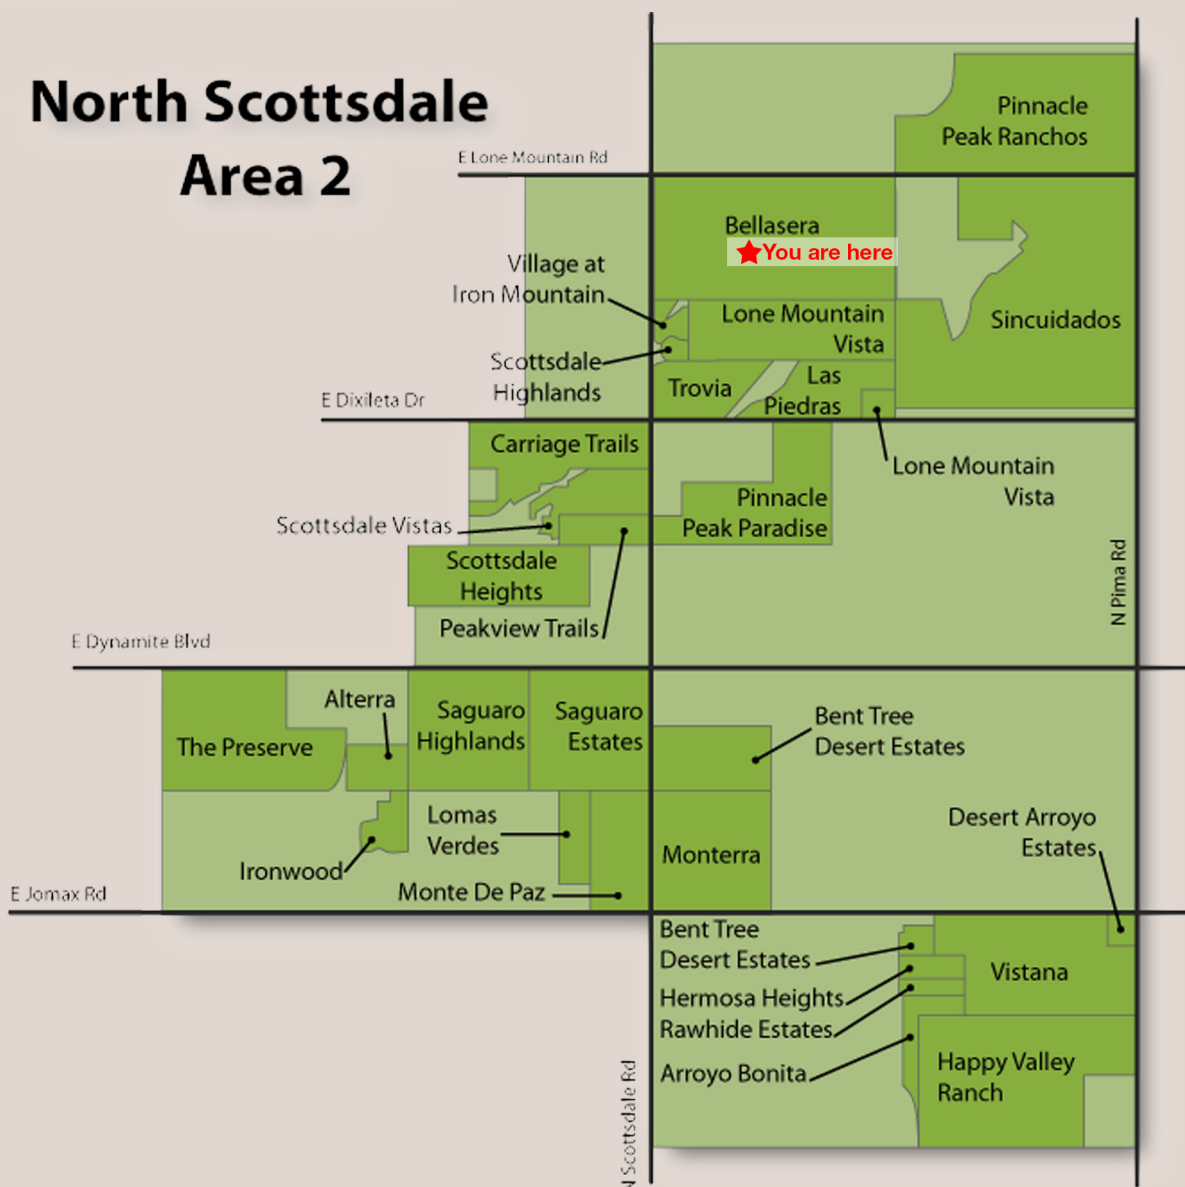 North Scottsdale
Area 2
E Lone Mountain Rd
Pinnacle
Peak Ranchos
Bellasera
You are here
Village at
Iron Mountain
Lone Mountain
Vista
Sincuidados
Scottsdale
Highlands
Trovia
Las
Piedras
E Dixileta Dr
Carriage Trails
Lone Mountain
Vista
Pinnacle
Peak Paradise
Scottsdale Vistas
Scottsdale
Heights
Peakview Trails
N Pima Rd
E Dynamite Blvd
Alterra
The Preserve
Saguaro
Highlands
Saguaro
Estates
Bent Tree
Desert Estates
Lomas
Verdes
Monterra
Desert Arroyo
Estates
Ironwood
Monte De Paz
E Jomax Rd
Bent Tree
Desert Estates
Vistana
Hermosa Heights
Rawhide Estates
Arroyo Bonita
Happy Valley
Ranch
N Scottsdale Rd